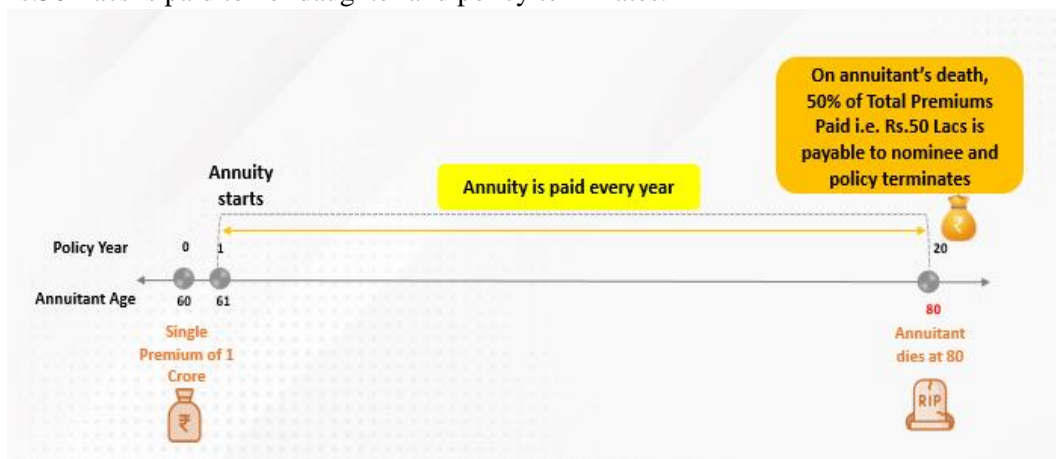 On annuitant's death,
50% of Total Premiums
Paid i.e. Rs.50 Lacs is
payable to nominee and
policy terminates
Annuity
starts
Annuity is paid every year
Policy Year 0 1 20
Annuitant Age 60 61 80
Single
Premium of 1
Crore
Annuitant
dies at 80
RIP